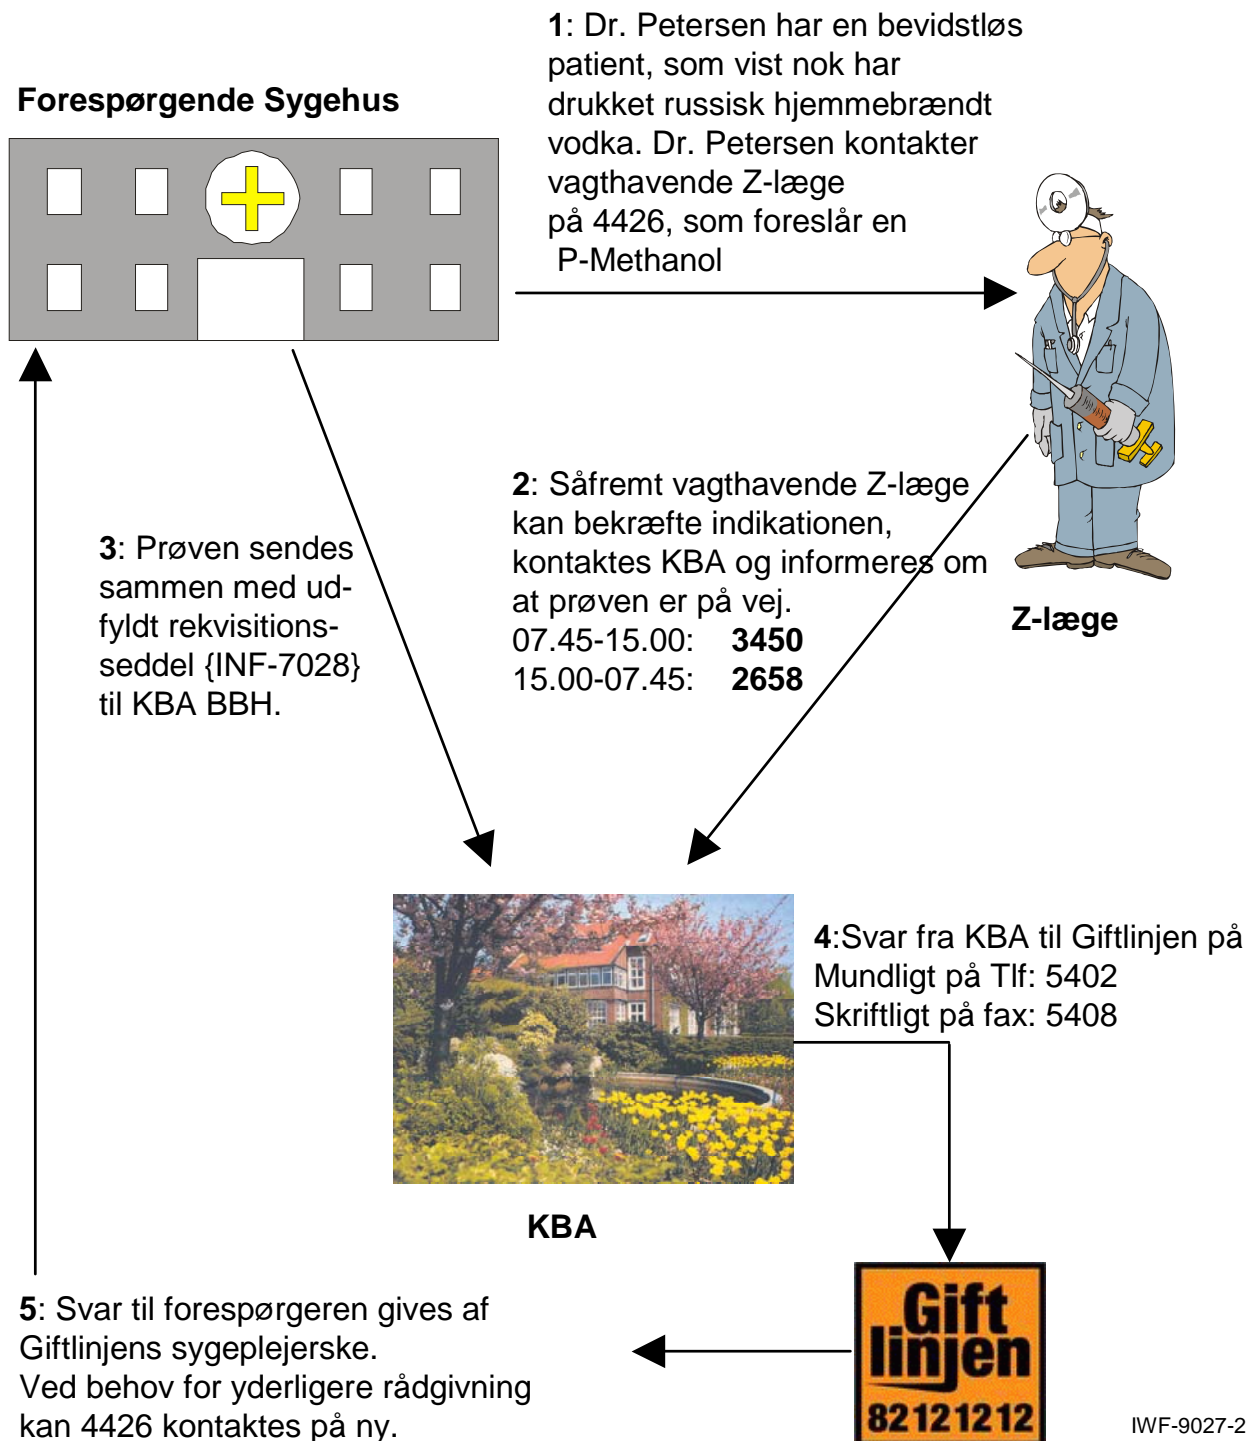 1: Dr. Petersen har en bevidstløs
patient, som vist nok har
drukket russisk hjemmebrændt
vodka. Dr. Petersen kontakter
vagthavende Z-læge
på 4426, som foreslår en
P-Methanol
Forespørgende Sygehus
2: Såfremt vagthavende Z-læge
kan bekræfte indikationen,
kontaktes KBA og informeres om
at prøven er på vej.
07.45-15.00: 3450
15.00-07.45: 2658
Z-læge
3: Prøven sendes
sammen med ud-
fyldt rekvisitions-
seddel {INF-7028}
til KBA BBH.
4:Svar fra KBA til Giftlinjen på
Mundligt på Tlf: 5402
Skriftligt på fax: 5408
KBA
5: Svar til forespørgeren gives af
Giftlinjens sygeplejerske.
Ved behov for yderligere rådgivning
kan 4426 kontaktes på ny.
Gift
linjen
82121212
IWF-9027-2